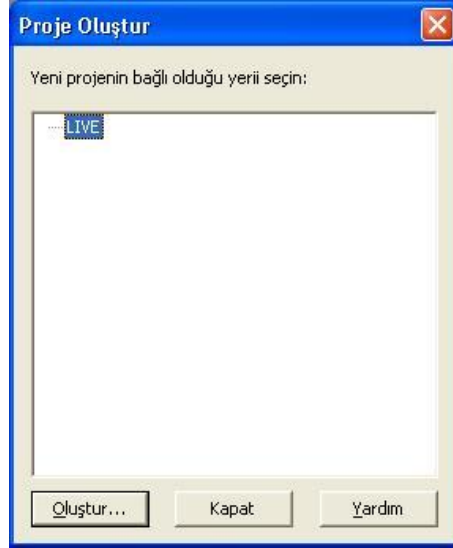 Proje Oluştur
Yeni projenin bağlı olduğu yerii seçin:
LIVE
Oluştur... Kapat Yardım